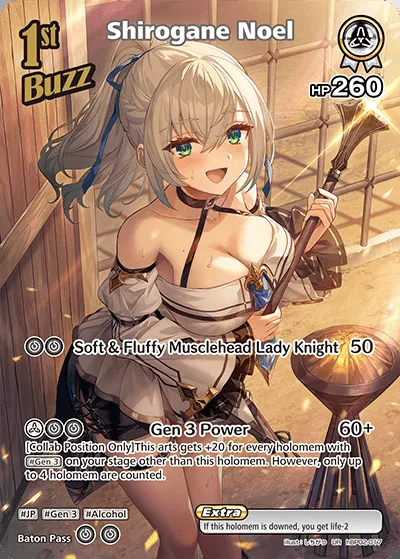 1st
Buzz
Shirogane Noel
HP260
Soft & Fluffy Musclehead Lady Knight 50
Gen 3 Power 60+
[Collab Position Only]This arts gets +20 for every holomem with
#Gen 3 on your stage other than this holomem. However, only up
to 4 holomem are counted.
#JP #Gen 3 #Alcohol
Extra
If this holomem is downed, you get life-2
Baton Pass
UR hBP02-017